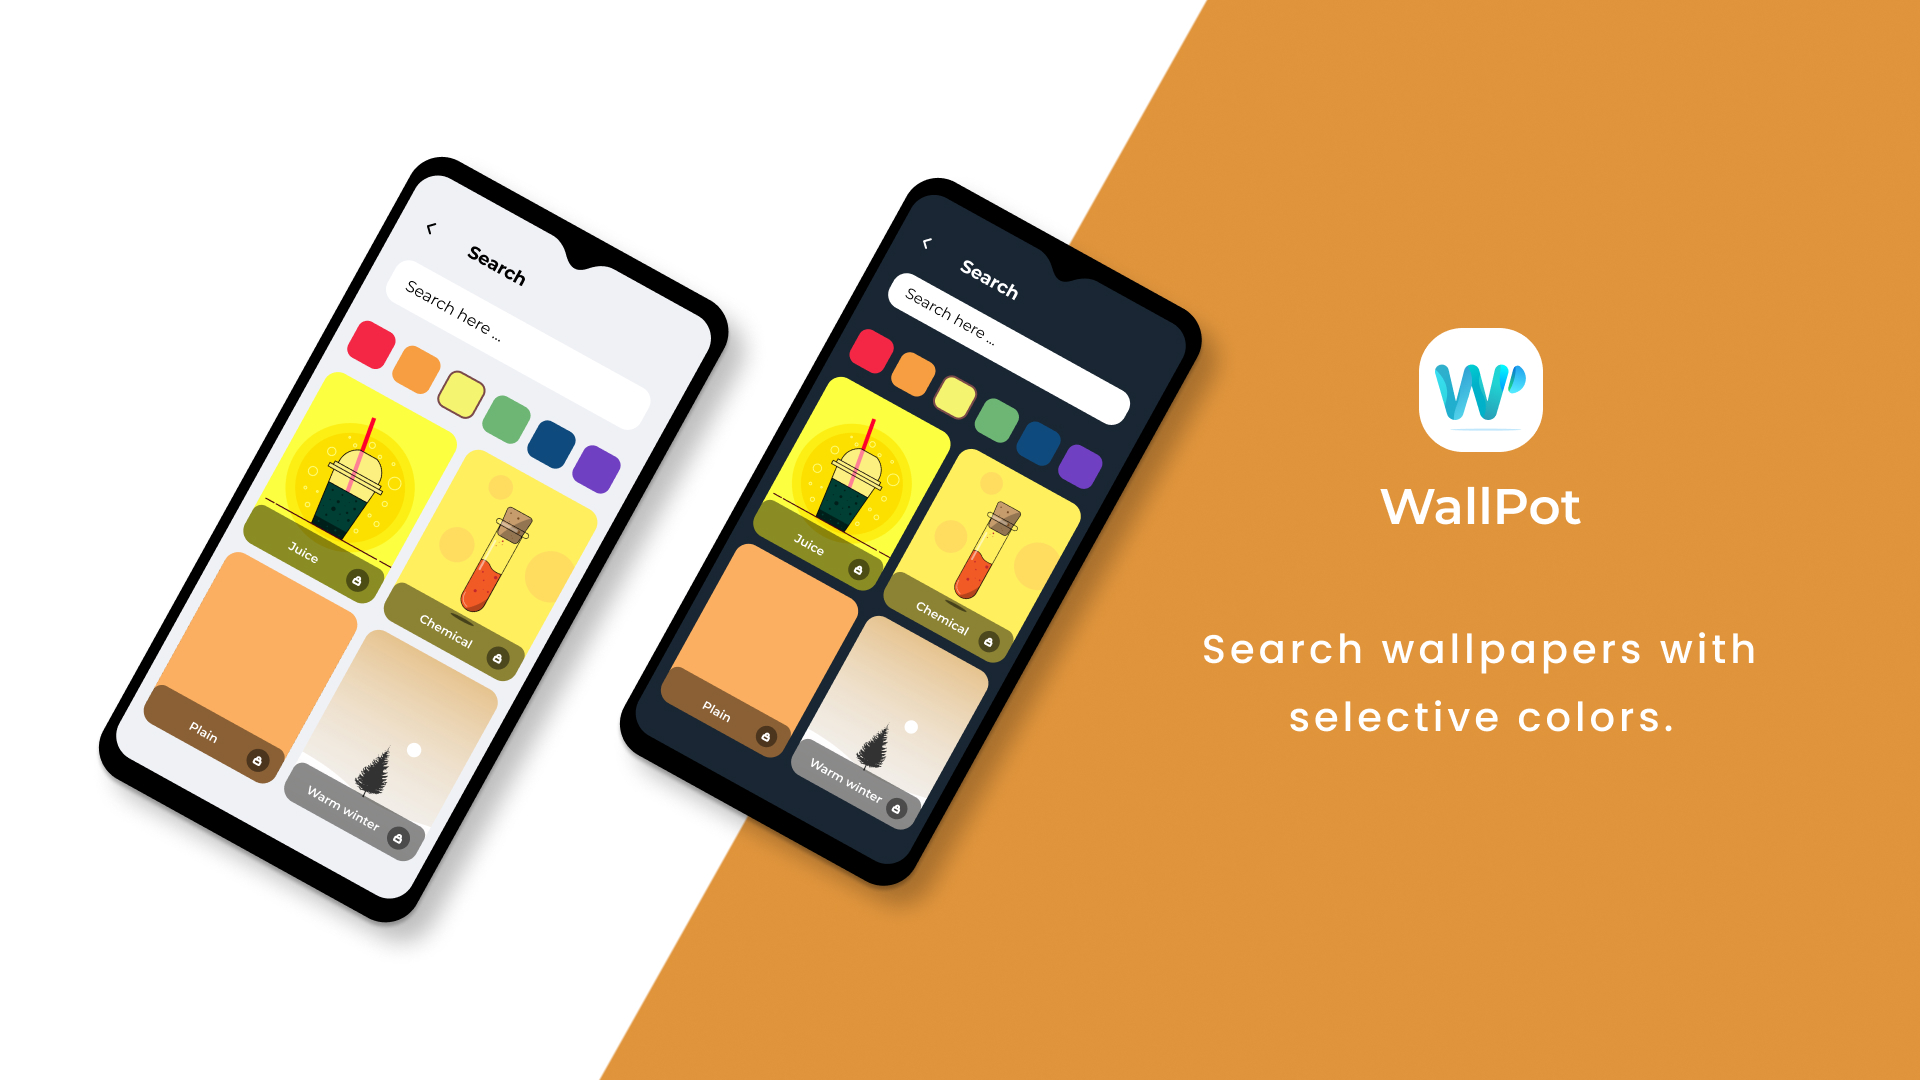 Search
Search here ...
Juice
Chemical
Plain
Warm winter
Search
Search here ...
Juice
Chemical
Plain
Warm winter
W
WallPot
Search wallpapers with
selective colors.